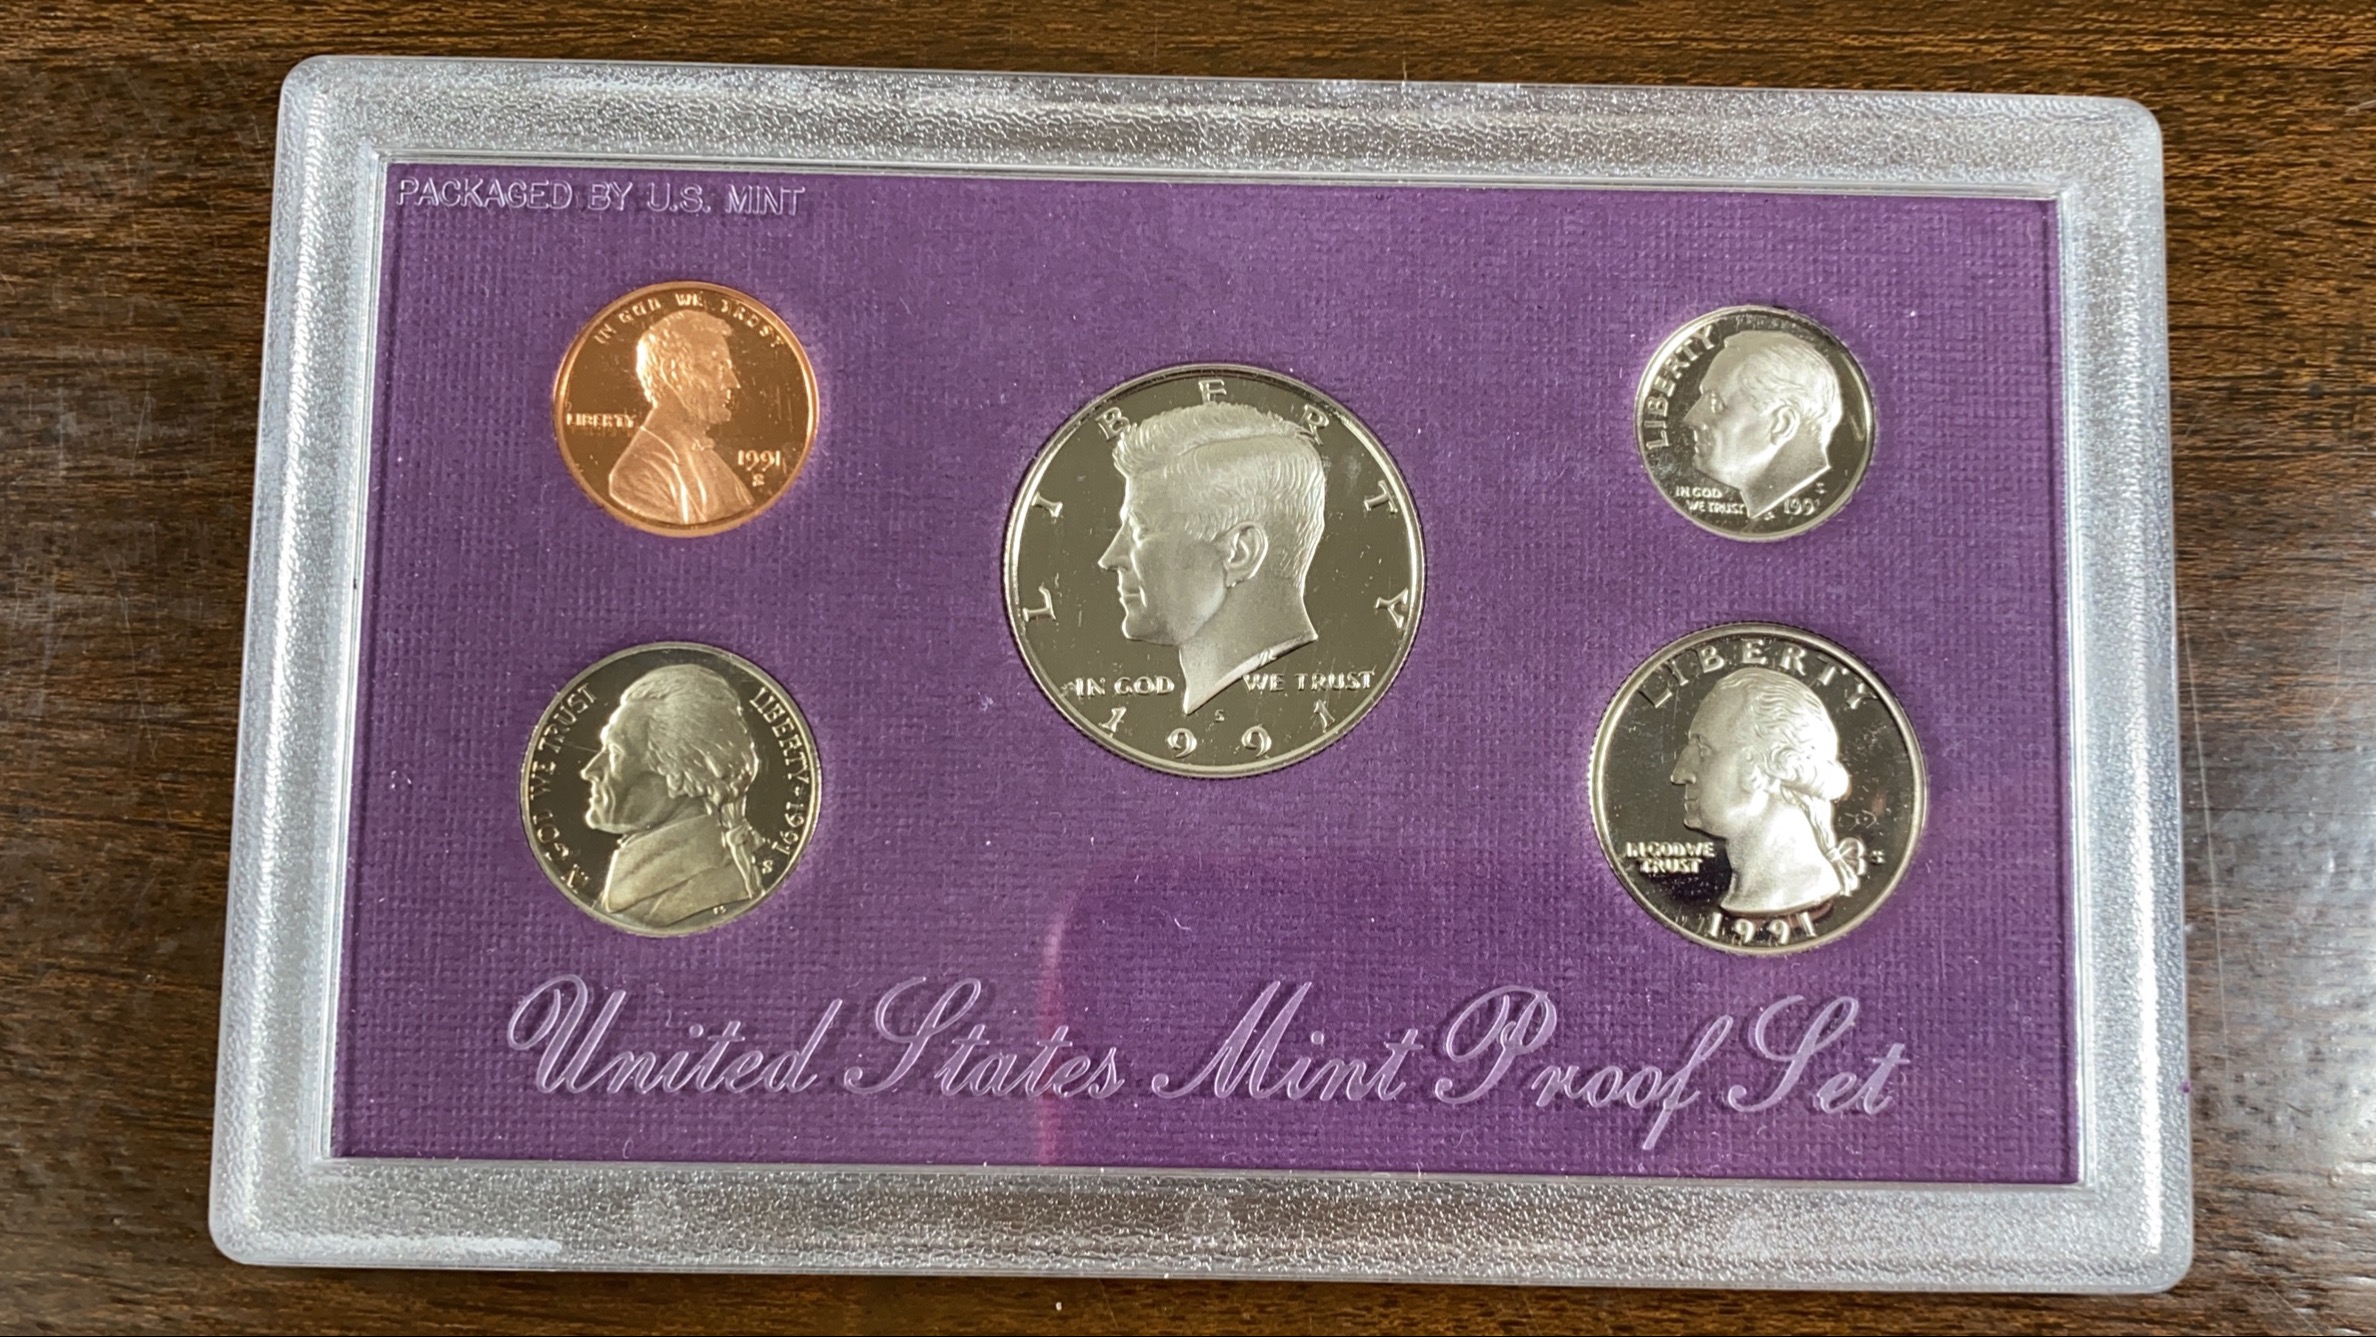 PACKAGED BY U.S. MINT
IN GOD WE TRUST
LIBERTY
1991
S
LIBERTY
IN GOD WE TRUST
1991
S
LIBERTY
IN GOD
WE TRUST
S
IN GOD WE TRUST
LIBERTY 1991
S
LIBERTY
IN GOD WE
TRUST
S
1991
United States Mint Proof Set